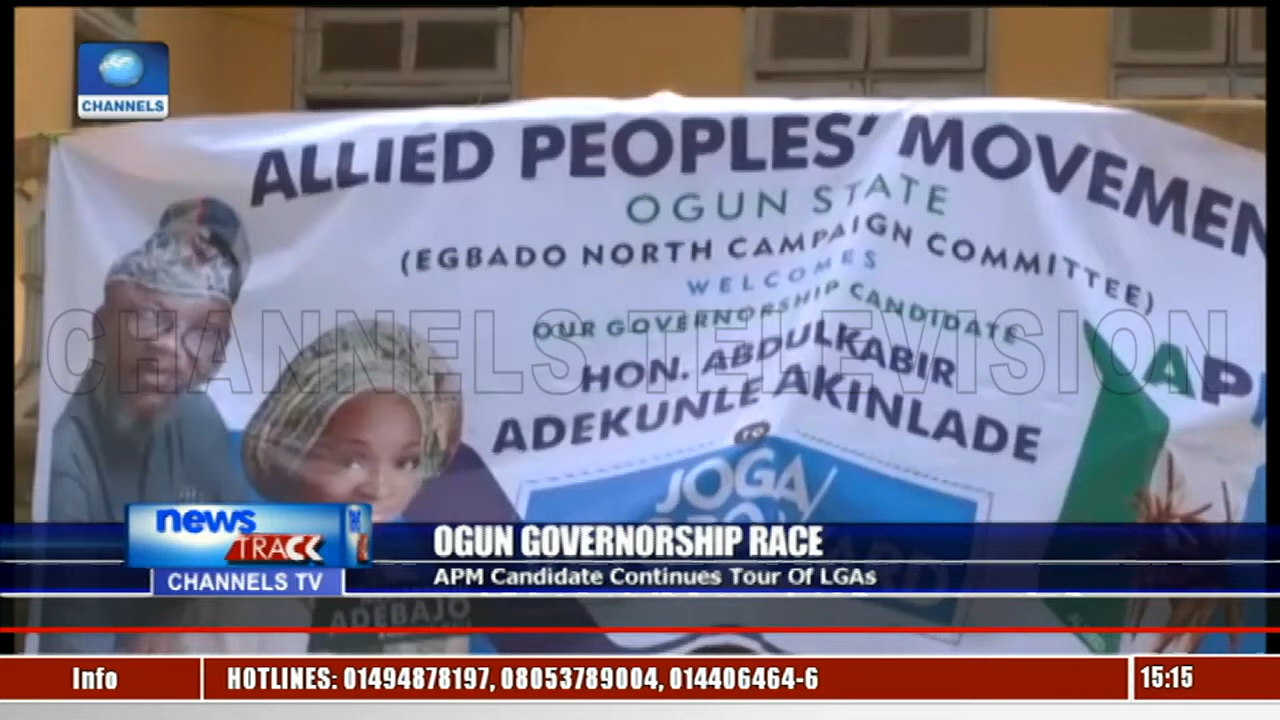 CHANNELS
ALLIED PEOPLES' MOVEMEN
OGUN STATE
(EGBADO NORTH CAMPAIGN COMMITTEE)
WELCOMES
OUR GOVERNORSHIP CANDIDATE
HON. ABDULKABIR
ADEKUNLE AKINLADE
TO
JOGA/
AP
CHANNELS TELEVISION
news
TRACK
CHANNELS TV
OGUN GOVERNORSHIP RACE
APM Candidate Continues Tour Of LGAs
ADEBAJO
Info
HOTLINES: 01494878197, 08053789004, 014406464-6
15:15